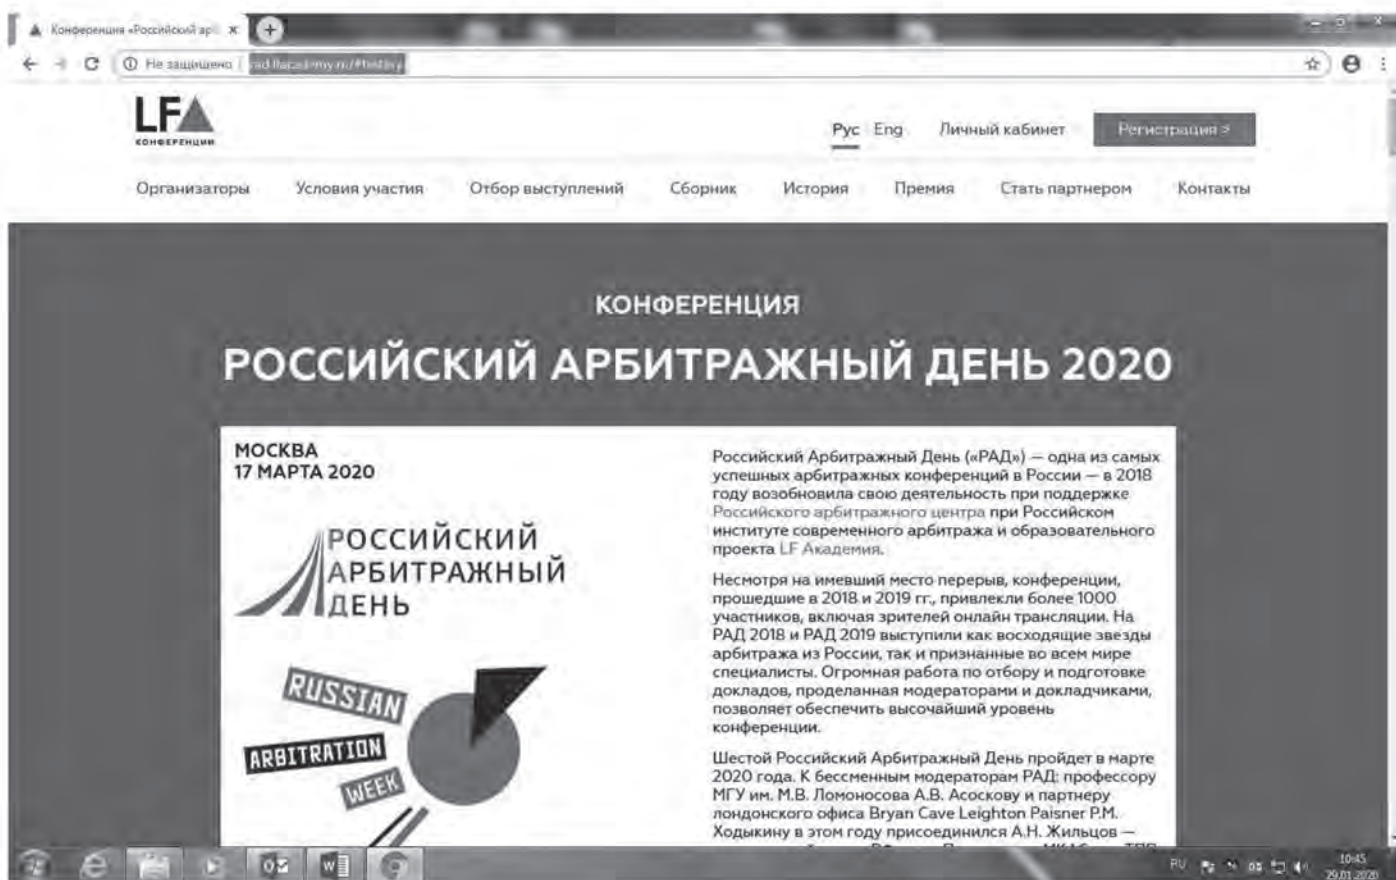 Конференция «Российский ар
Не защищено
LFA
КОНФЕРЕНЦИИ
Рус Eng Личный кабинет Регистрация >
Организаторы Условия участия Отбор выступлений Сборник История Премия Стать партнером Контакты
КОНФЕРЕНЦИЯ
РОССИЙСКИЙ АРБИТРАЖНЫЙ ДЕНЬ 2020
МОСКВА
17 МАРТА 2020
РОССИЙСКИЙ
АРБИТРАЖНЫЙ
ДЕНЬ
RUSSIAN
ARBITRATION
WEEK
Российский Арбитражный День («РАД») — одна из самых
успешных арбитражных конференций в России — в 2018
году возобновила свою деятельность при поддержке
Российского арбитражного центра при Российском
институте современного арбитража и образовательного
проекта LF Академия.
Несмотря на имевший место перерыв, конференции,
прошедшие в 2018 и 2019 гг., привлекли более 1000
участников, включая зрителей онлайн трансляции. На
РАД 2018 и РАД 2019 выступили как восходящие звезды
арбитража из России, так и признанные во всем мире
специалисты. Огромная работа по отбору и подготовке
докладов, проделанная модераторами и докладчиками,
позволяет обеспечить высочайший уровень
конференции.
Шестой Российский Арбитражный День пройдет в марте
2020 года. К бессменным модераторам РАД: профессору
МГУ им. М.В. Ломоносова А.В. Асоскову и партнеру
лондонского офиса Bryan Cave Leighton Paisner Р.М.
Ходыкину в этом году присоединился А.Н. Жильцов —
RU
10:45
29.01.2020